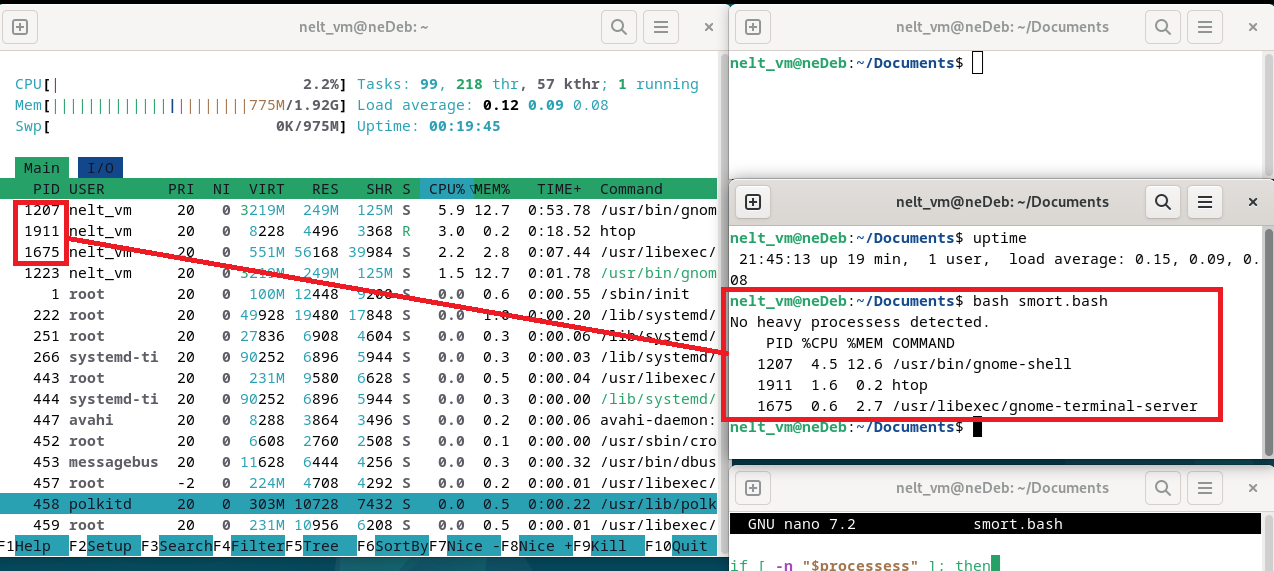 nelt_vm@neDeb: ~
CPU[| 2.2%] Tasks: 99, 218 thr, 57 kthr; 1 running
Mem[||||||||||||||||||||||775M/1.92G] Load average: 0.12 0.09 0.08
Swp[ 0K/975M] Uptime: 00:19:45
Main I/O
PID USER PRI NI VIRT RES SHR S CPU%▽MEM% TIME+ Command
1207 nelt_vm 20 0 3219M 249M 125M S 5.9 12.7 0:53.78 /usr/bin/gnom
1911 nelt_vm 20 0 8228 4496 3368 R 3.0 0.2 0:18.52 htop
1675 nelt_vm 20 0 551M 56168 39984 S 2.2 2.8 0:07.44 /usr/libexec/
1223 nelt_vm 20 0 3219M 249M 125M S 1.5 12.7 0:01.78 /usr/bin/gnom
1 root 20 0 100M 12448 9208 S 0.0 0.6 0:00.55 /sbin/init
222 root 20 0 49928 19480 17848 S 0.0 1.0 0:00.20 /lib/systemd/
251 root 20 0 27836 6908 4604 S 0.0 0.3 0:00.06 /lib/systemd/
266 systemd-ti 20 0 90252 6896 5944 S 0.0 0.3 0:00.03 /lib/systemd/
443 root 20 0 231M 9580 6628 S 0.0 0.5 0:00.04 /usr/libexec/
444 systemd-ti 20 0 90252 6896 5944 S 0.0 0.3 0:00.00 /lib/systemd/
447 avahi 20 0 8288 3864 3496 S 0.0 0.2 0:00.06 avahi-daemon:
452 root 20 0 6608 2760 2508 S 0.0 0.1 0:00.00 /usr/sbin/cro
453 messagebus 20 0 11628 6444 4256 S 0.0 0.3 0:00.32 /usr/bin/dbus
457 root -2 0 224M 4708 4292 S 0.0 0.2 0:00.01 /usr/libexec/
458 polkitd 20 0 303M 10728 7432 S 0.0 0.5 0:00.22 /usr/lib/polk
459 root 20 0 231M 10956 6208 S 0.0 0.5 0:00.01 /usr/libexec/
F1Help F2Setup F3SearchF4FilterF5Tree F6SortByF7Nice -F8Nice +F9Kill F10Quit
nelt_vm@neDeb: ~/Documents
nelt_vm@neDeb:~/Documents$
nelt_vm@neDeb: ~/Documents
nelt_vm@neDeb:~/Documents$ uptime
21:45:13 up 19 min, 1 user, load average: 0.15, 0.09, 0.
08
nelt_vm@neDeb:~/Documents$ bash smort.bash
No heavy processess detected.
PID %CPU %MEM COMMAND
1207 4.5 12.6 /usr/bin/gnome-shell
1911 1.6 0.2 htop
1675 0.6 2.7 /usr/libexec/gnome-terminal-server
nelt_vm@neDeb:~/Documents$
nelt_vm@neDeb: ~/Documents
GNU nano 7.2 smort.bash
if [ -n "$processess" ]; then